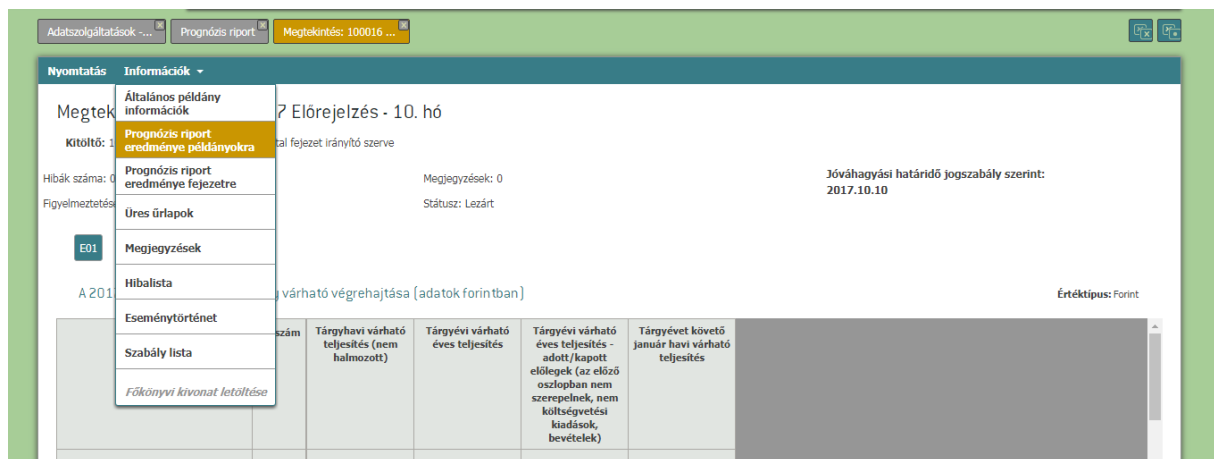 Adatszolgáltatások -... Prognózis riport Megtekintés: 100016 ...
Nyomtatás Információk
Általános példány
információk
Prognózis riport
eredménye példányokra
Prognózis riport
eredménye fejezetre
Üres űrlapok
Megjegyzések
Hibalista
Eseménytörténet
Szabály lista
Főkönyvi kivonat letöltése
Megtek 7 Előrejelzés - 10. hó
Kitöltő: 1 tal fejezet irányító szerve
Hibák száma: 0 Megjegyzések: 0
Jóváhagyási határidő jogszabály szerint:
2017.10.10
Figyelmeztetése Státusz: Lezárt
E01
A 201 várható végrehajtása (adatok forintban)
Értéktípus: Forint
szám
Tárgyhavi várható
teljesítés (nem
halmozott)
Tárgyévi várható
éves teljesítés
Tárgyévi várható
éves teljesítés -
adott/kapott
előlegek (az előző
oszlopban nem
szerepelnek, nem
költségvetési
kiadások,
bevételek)
Tárgyévet követő
január havi várható
teljesítés